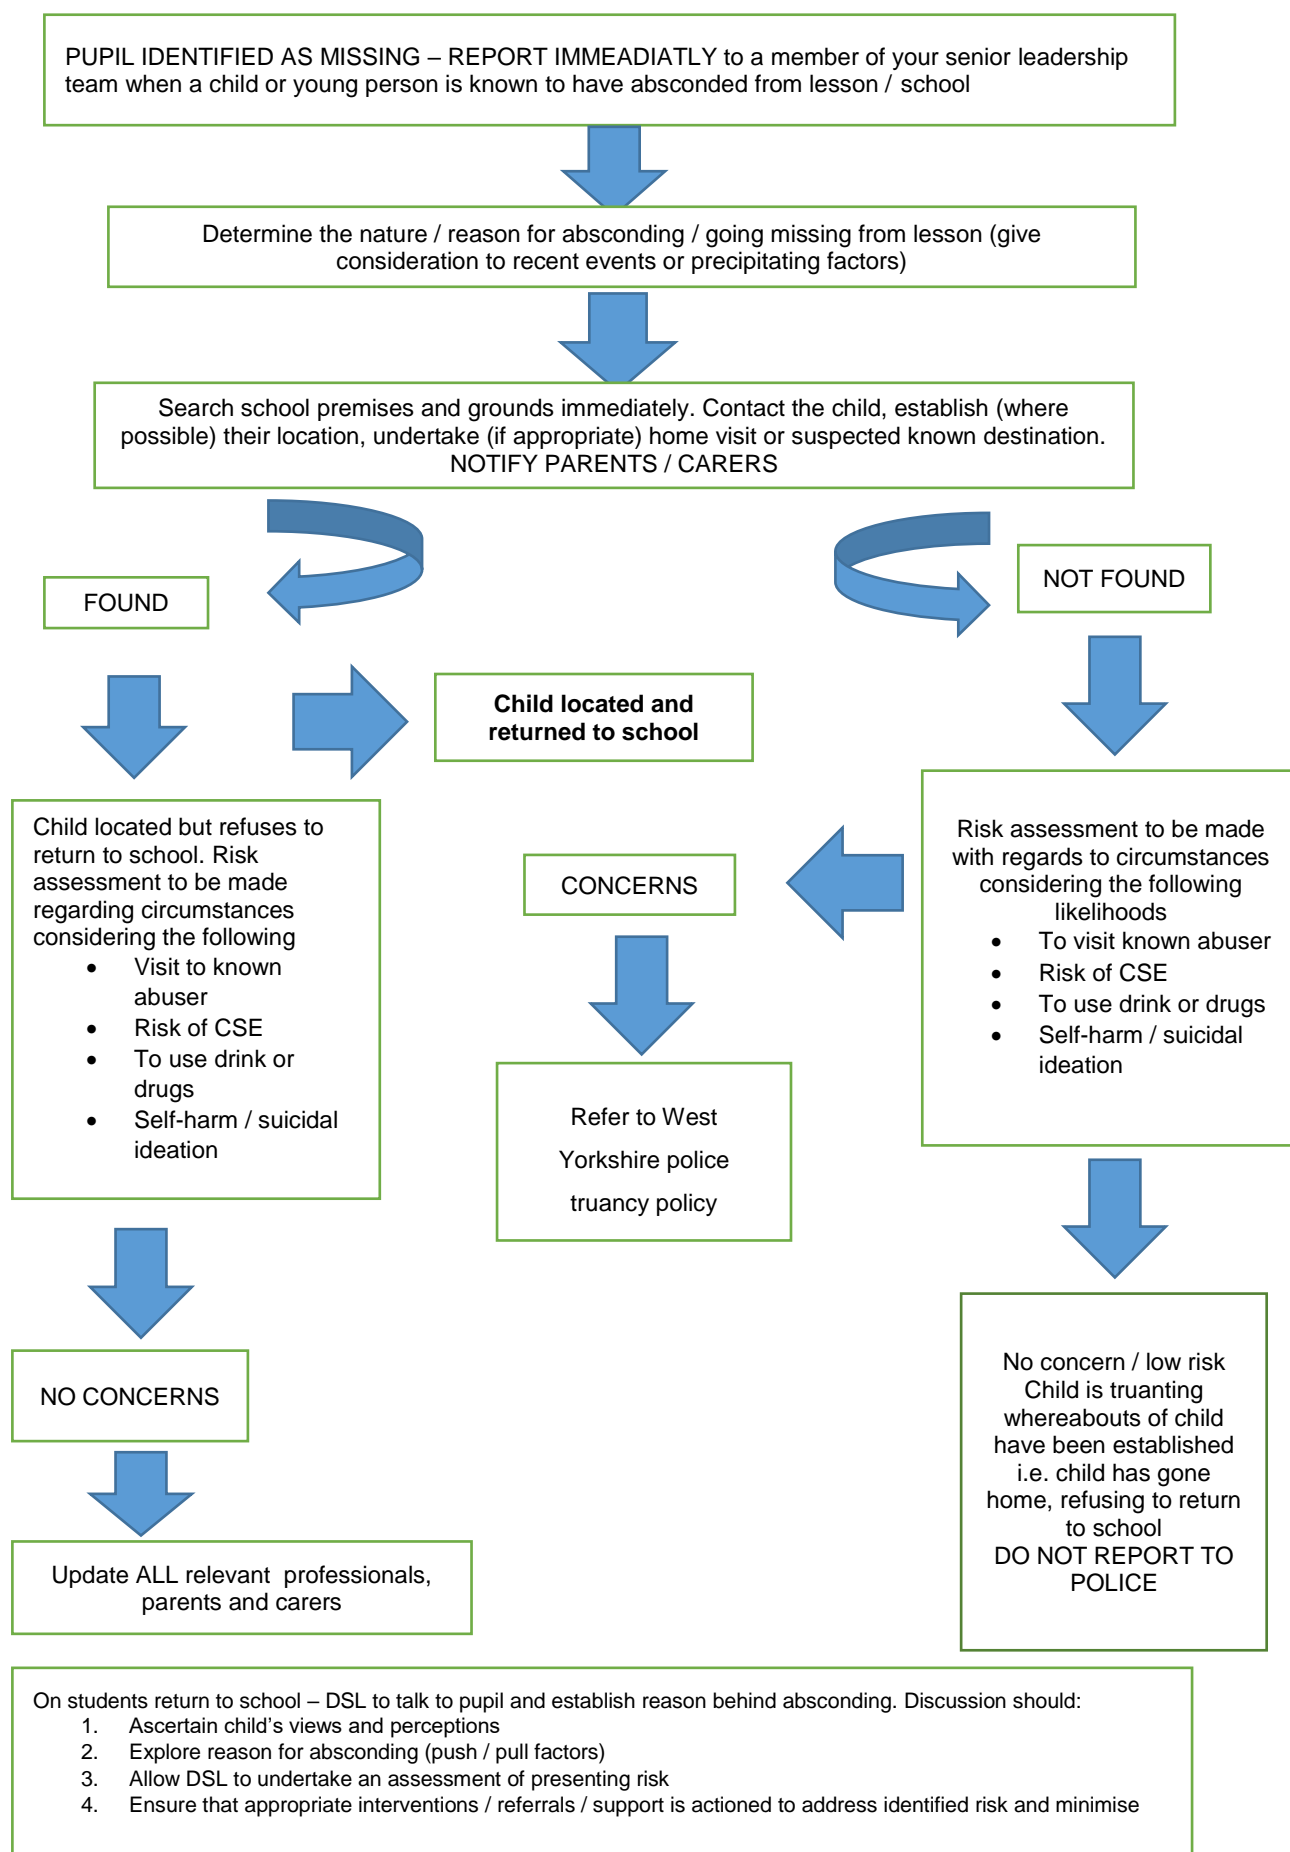 PUPIL IDENTIFIED AS MISSING – REPORT IMMEADIATLY to a member of your senior leadership
team when a child or young person is known to have absconded from lesson / school
Determine the nature / reason for absconding / going missing from lesson (give
consideration to recent events or precipitating factors)
Search school premises and grounds immediately. Contact the child, establish (where
possible) their location, undertake (if appropriate) home visit or suspected known destination.
NOTIFY PARENTS / CARERS
FOUND
NOT FOUND
Child located and
returned to school
Child located but refuses to
return to school. Risk
assessment to be made
regarding circumstances
considering the following
• Visit to known
abuser
• Risk of CSE
• To use drink or
drugs
• Self-harm / suicidal
ideation
CONCERNS
Risk assessment to be made
with regards to circumstances
considering the following
likelihoods
• To visit known abuser
• Risk of CSE
• To use drink or drugs
• Self-harm / suicidal
ideation
Refer to West
Yorkshire police
truancy policy
NO CONCERNS
No concern / low risk
Child is truanting
whereabouts of child
have been established
i.e. child has gone
home, refusing to return
to school
DO NOT REPORT TO
POLICE
Update ALL relevant professionals,
parents and carers
On students return to school – DSL to talk to pupil and establish reason behind absconding. Discussion should:
1. Ascertain child’s views and perceptions
2. Explore reason for absconding (push / pull factors)
3. Allow DSL to undertake an assessment of presenting risk
4. Ensure that appropriate interventions / referrals / support is actioned to address identified risk and minimise